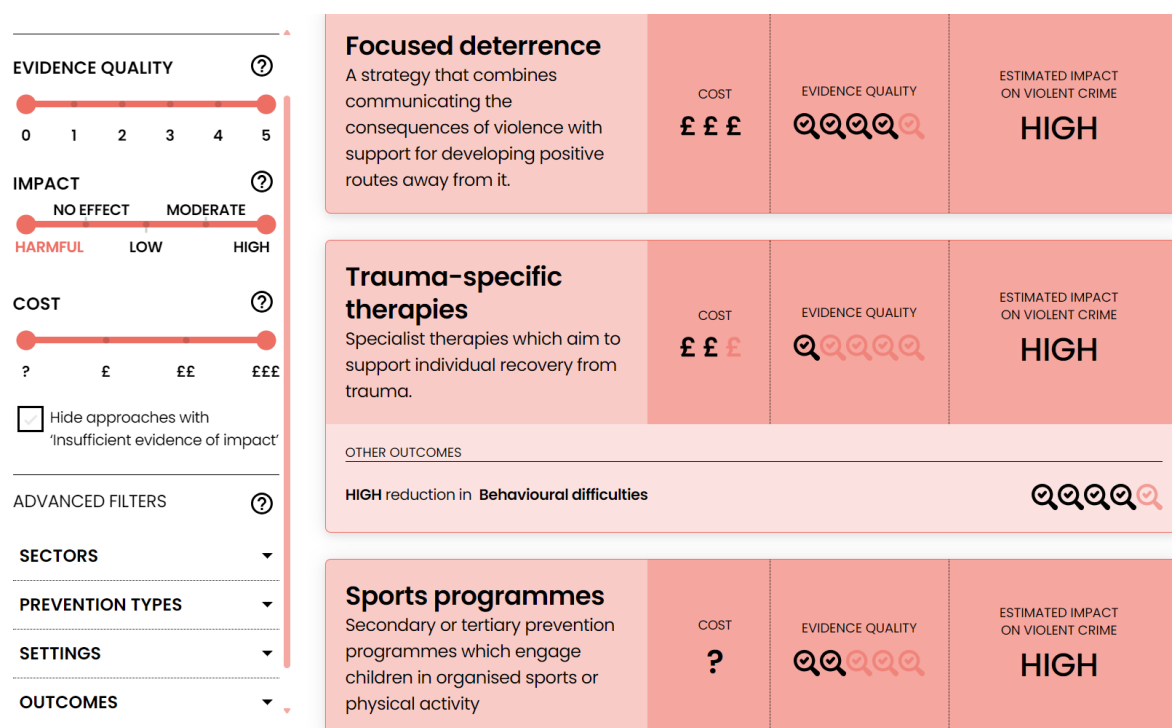 EVIDENCE QUALITY
?
0 1 2 3 4 5
IMPACT
?
NO EFFECT MODERATE
HARMFUL LOW HIGH
COST
?
? £ ££ £££
Hide approaches with
'Insufficient evidence of impact'
ADVANCED FILTERS
?
SECTORS
PREVENTION TYPES
SETTINGS
OUTCOMES
Focused deterrence
A strategy that combines
communicating the
consequences of violence with
support for developing positive
routes away from it.
COST
£ £ £
EVIDENCE QUALITY
ESTIMATED IMPACT
ON VIOLENT CRIME
HIGH
Trauma-specific
therapies
Specialist therapies which aim to
support individual recovery from
trauma.
COST
£ £ £
EVIDENCE QUALITY
ESTIMATED IMPACT
ON VIOLENT CRIME
HIGH
OTHER OUTCOMES
HIGH reduction in Behavioural difficulties
Sports programmes
Secondary or tertiary prevention
programmes which engage
children in organised sports or
physical activity
COST
?
EVIDENCE QUALITY
ESTIMATED IMPACT
ON VIOLENT CRIME
HIGH